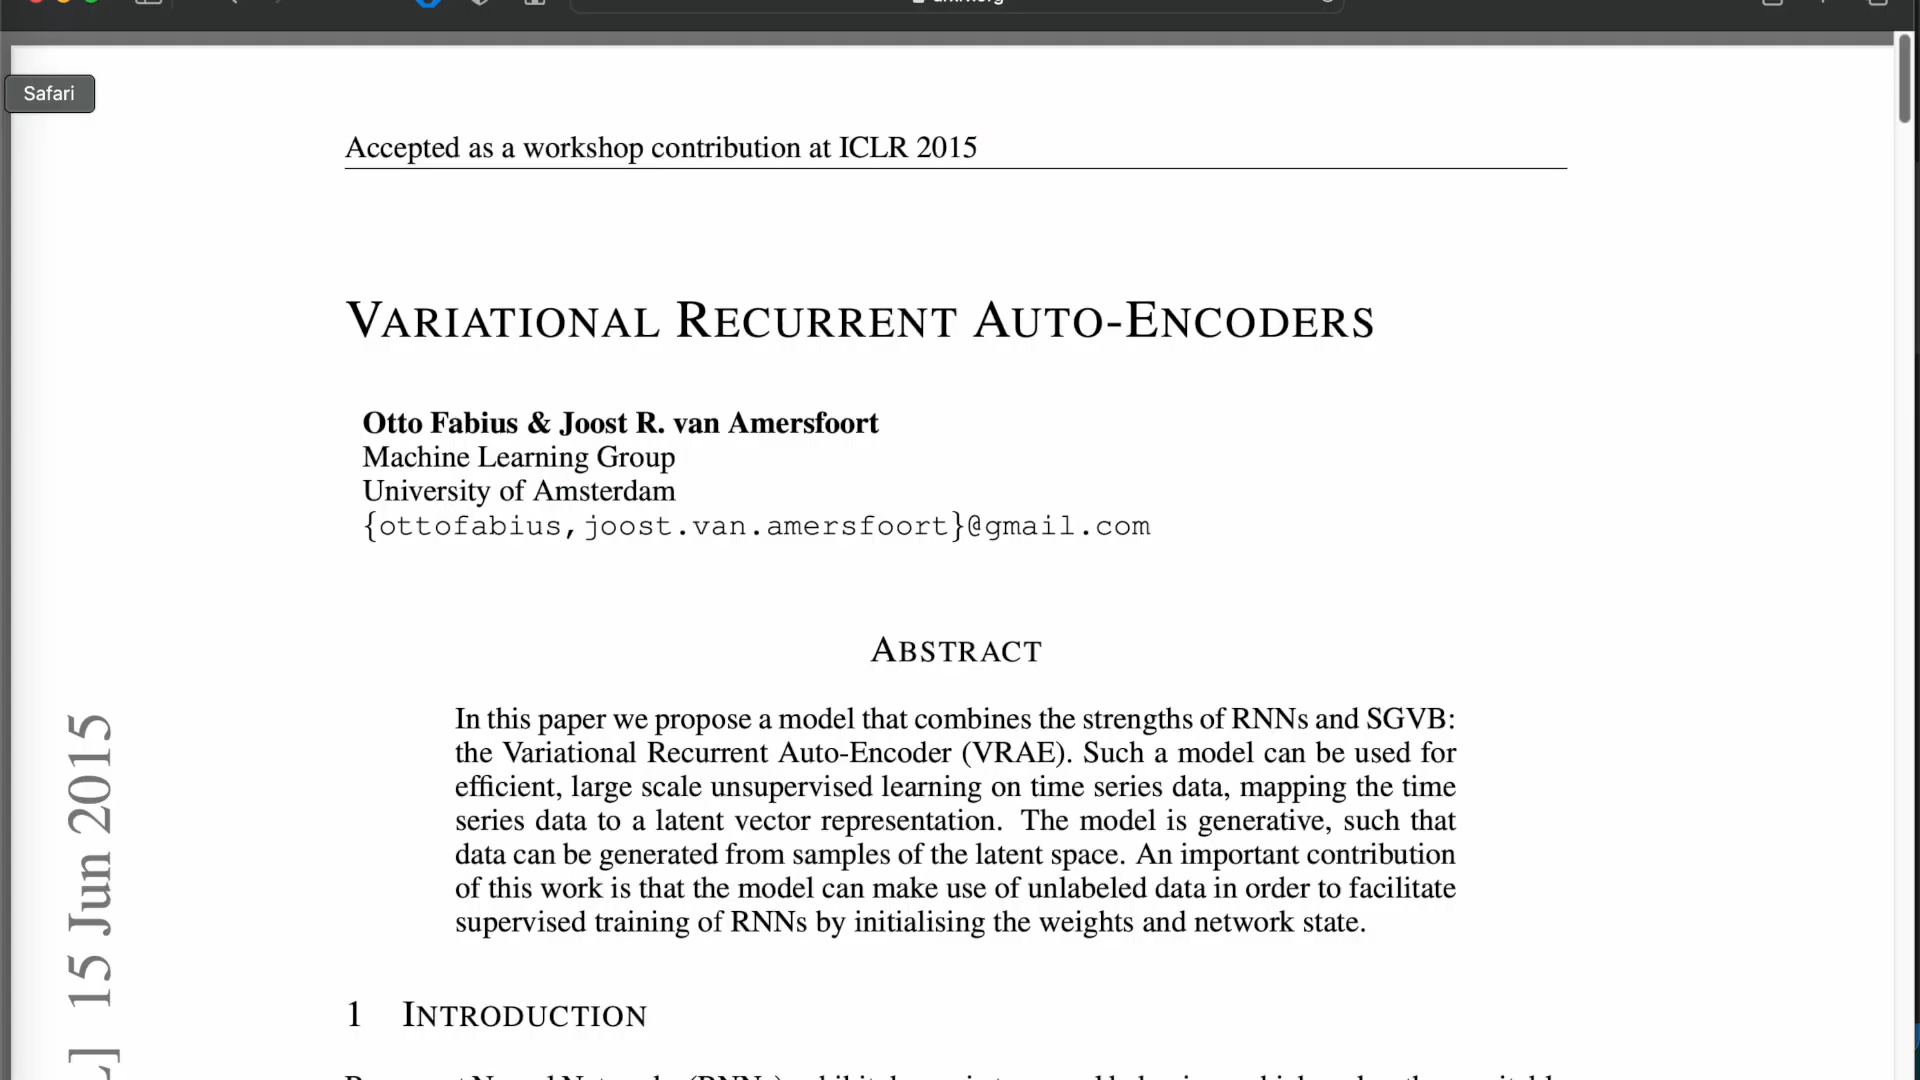 Safari
Accepted as a workshop contribution at ICLR 2015
VARIATIONAL RECURRENT AUTO-ENCODERS
Otto Fabius & Joost R. van Amersfoort
Machine Learning Group
University of Amsterdam
{ottofabius,joost.van.amersfoort}@gmail.com
ABSTRACT
In this paper we propose a model that combines the strengths of RNNs and SGVB:
the Variational Recurrent Auto-Encoder (VRAE). Such a model can be used for
efficient, large scale unsupervised learning on time series data, mapping the time
series data to a latent vector representation. The model is generative, such that
data can be generated from samples of the latent space. An important contribution
of this work is that the model can make use of unlabeled data in order to facilitate
supervised training of RNNs by initialising the weights and network state.
15 Jun 2015
1 INTRODUCTION